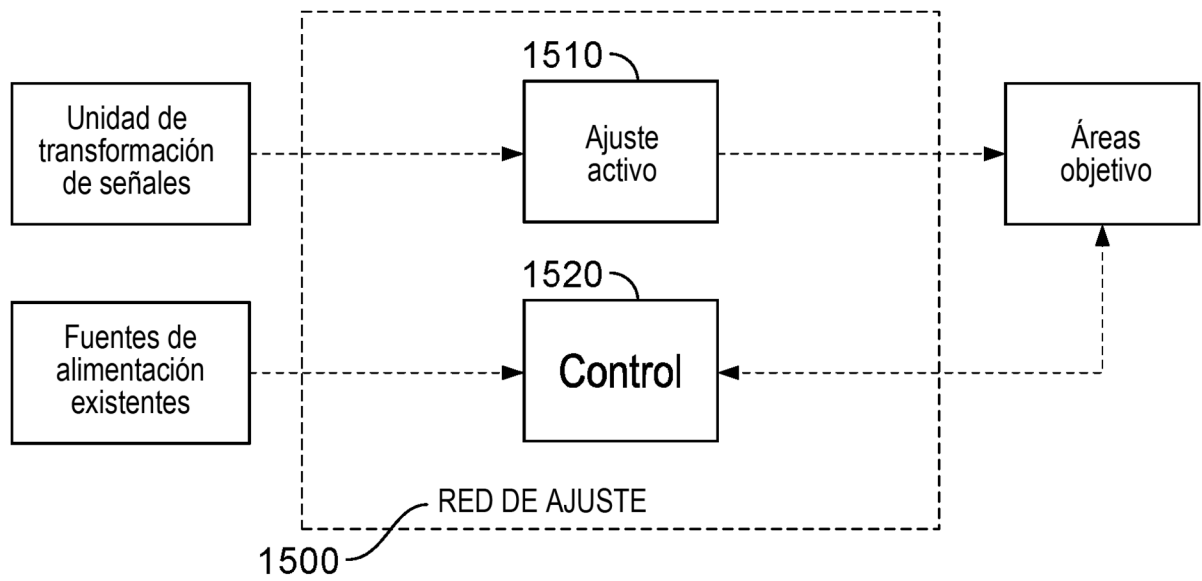 1510
Unidad de
transformación
de señales
Ajuste
activo
Áreas
objetivo
1520
Fuentes de
alimentación
existentes
Control
RED DE AJUSTE
1500